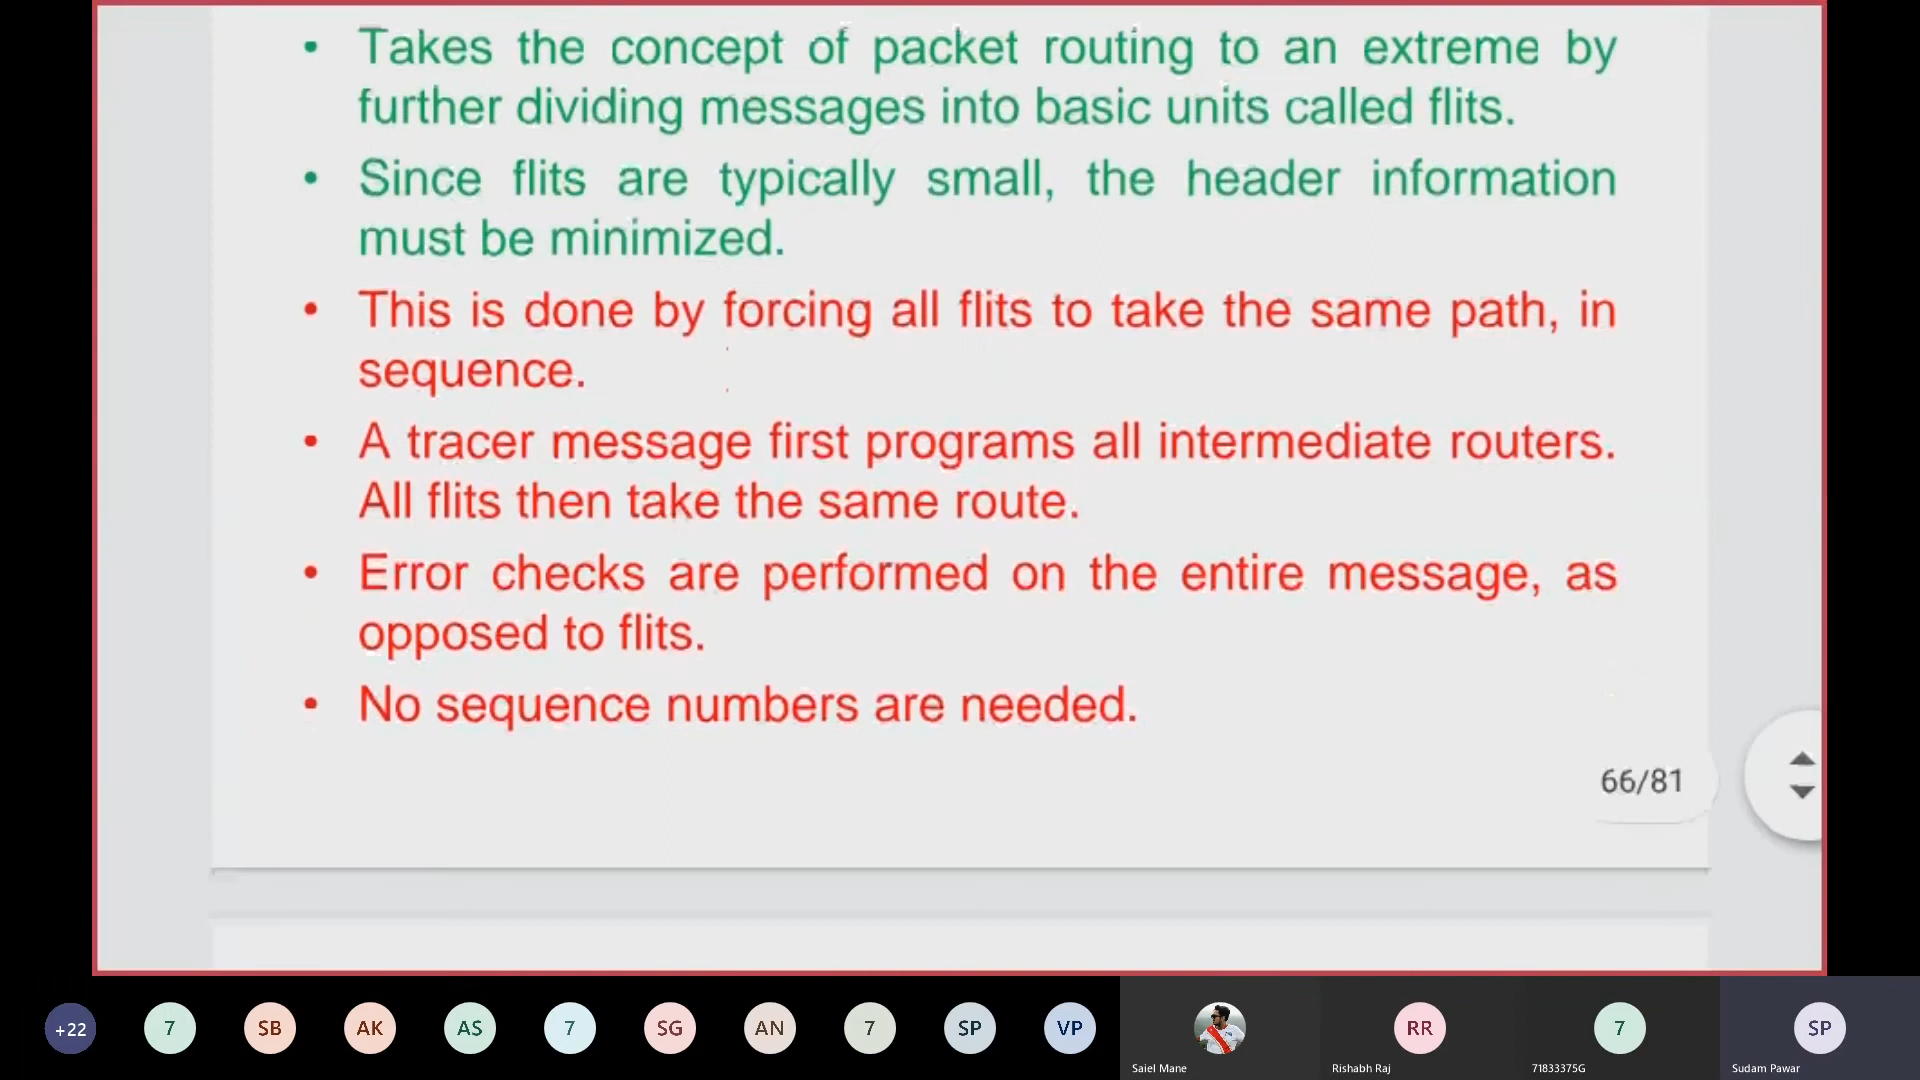 • Takes the concept of packet routing to an extreme by
further dividing messages into basic units called flits.
• Since flits are typically small, the header information
must be minimized.
• This is done by forcing all flits to take the same path, in
sequence.
• A tracer message first programs all intermediate routers.
All flits then take the same route.
• Error checks are performed on the entire message, as
opposed to flits.
• No sequence numbers are needed.
66/81
+22 7 SB AK AS 7 SG AN 7 SP VP RR 7 SP
Saiel Mane Rishabh Raj 71833375G Sudam Pawar